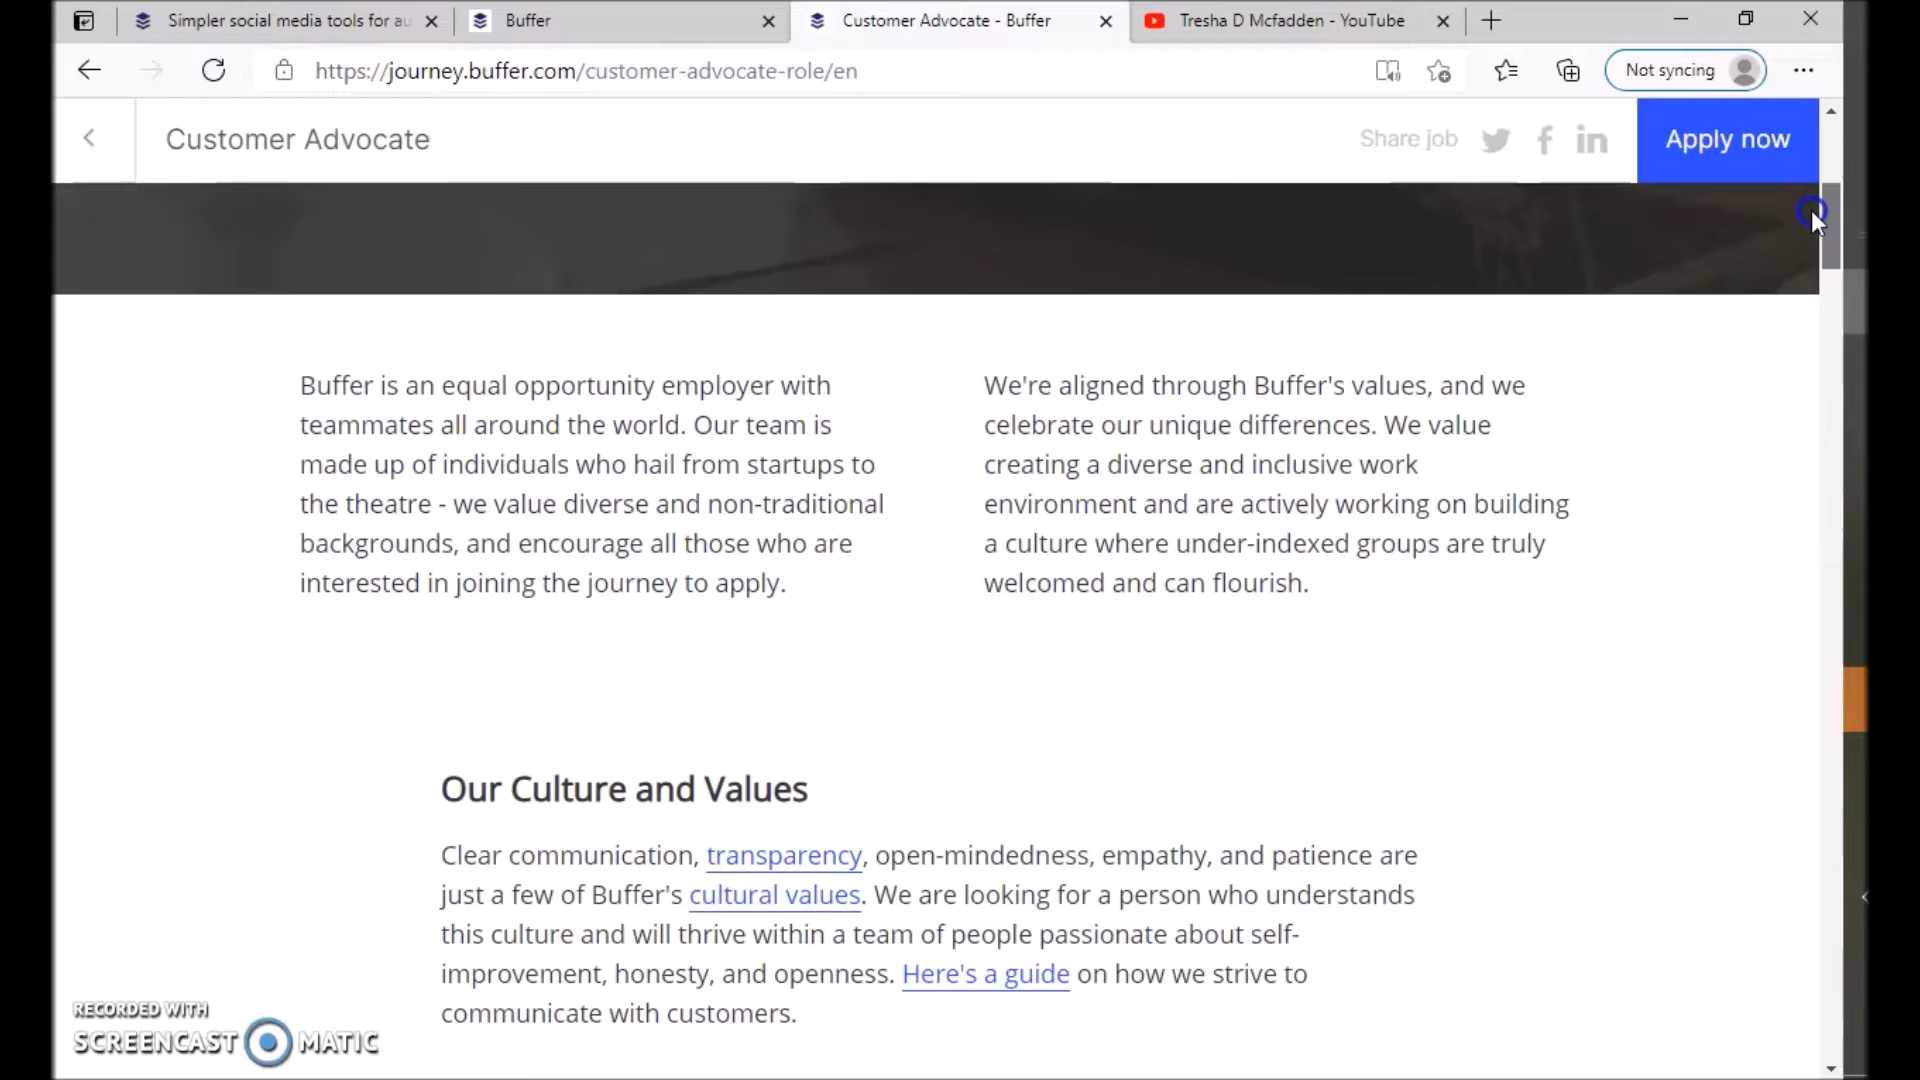 Simpler social media tools for au
Buffer
Customer Advocate - Buffer
Tresha D Mcfadden - YouTube
https://journey.buffer.com/customer-advocate-role/en
Not syncing
Customer Advocate
Share job
Apply now
Buffer is an equal opportunity employer with
teammates all around the world. Our team is
made up of individuals who hail from startups to
the theatre - we value diverse and non-traditional
backgrounds, and encourage all those who are
interested in joining the journey to apply.
We're aligned through Buffer's values, and we
celebrate our unique differences. We value
creating a diverse and inclusive work
environment and are actively working on building
a culture where under-indexed groups are truly
welcomed and can flourish.
Our Culture and Values
Clear communication, transparency, open-mindedness, empathy, and patience are
just a few of Buffer's cultural values. We are looking for a person who understands
this culture and will thrive within a team of people passionate about self-
improvement, honesty, and openness. Here's a guide on how we strive to
communicate with customers.
RECORDED WITH
SCREENCAST MATIC